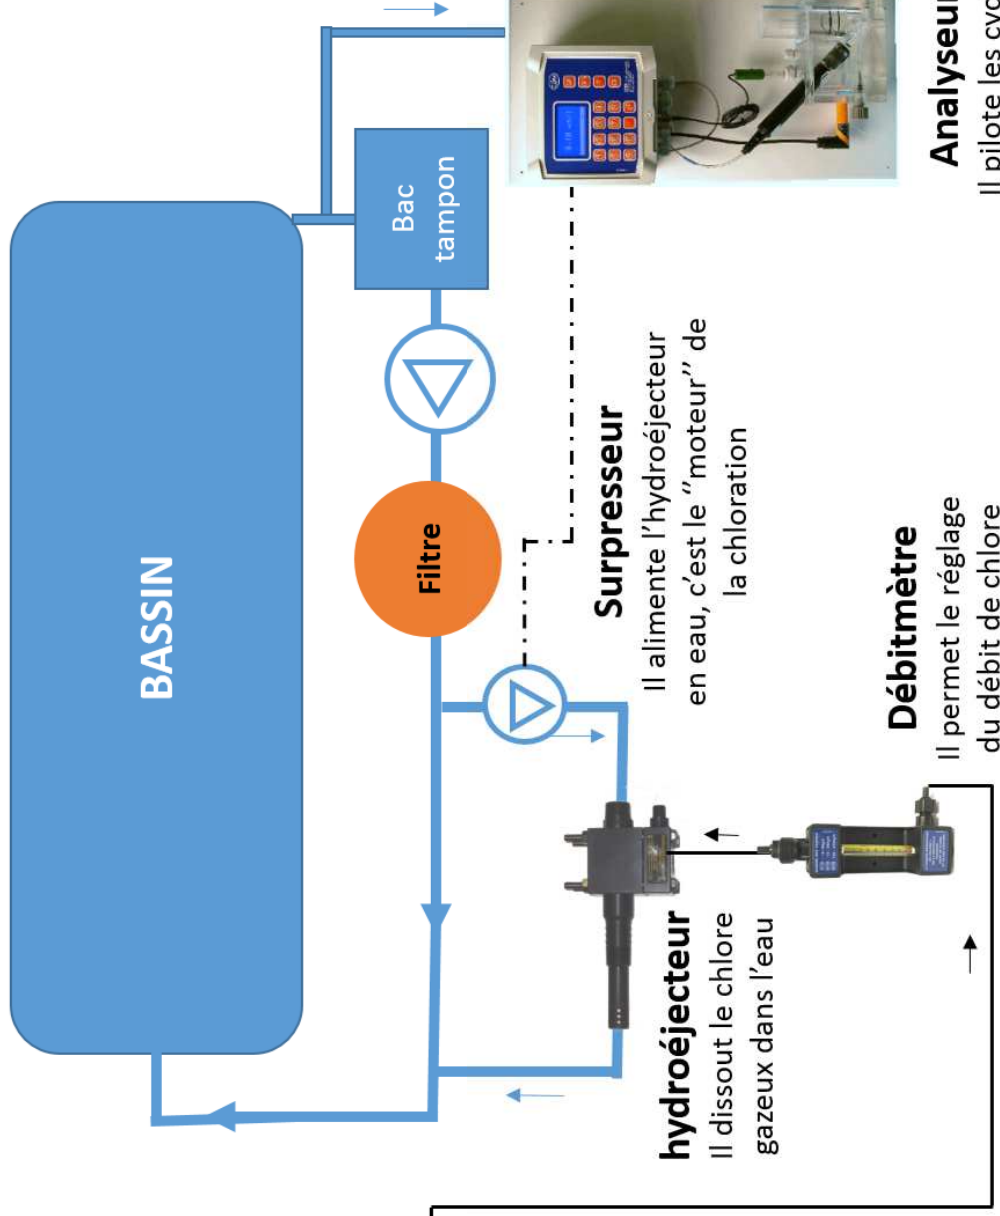 BASSIN
Bac
tampon
Filtre
Surpresseur
Il alimente l’hydroéjecteur
en eau, c’est le ‘’moteur’’ de
la chloration
Analyseur
Il pilote les cyc
hydroéjecteur
Il dissout le chlore
gazeux dans l’eau
Débitmètre
Il permet le réglage
du débit de chlore